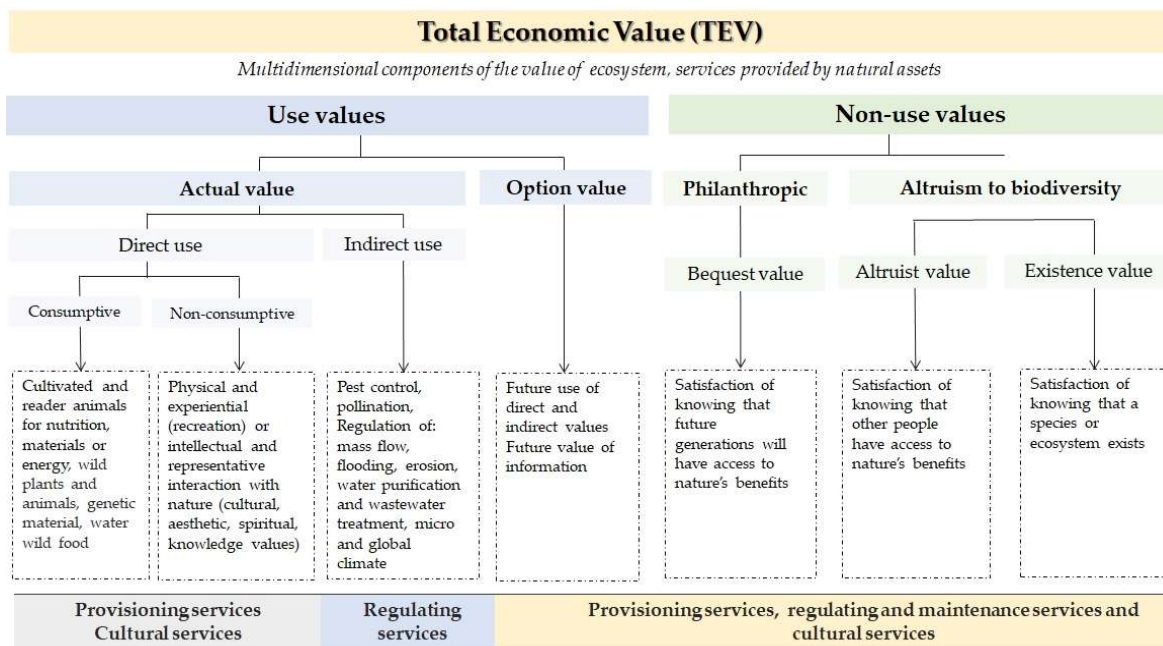 Total Economic Value (TEV)
Multidimensional components of the value of ecosystem, services provided by natural assets
Use values
Non-use values
Actual value
Option value
Philanthropic
Altruism to biodiversity
Direct use
Indirect use
Bequest value
Altruist value
Existence value
Consumptive
Non-consumptive
Cultivated and
reader animals
for nutrition,
materials or
energy, wild
plants and
animals, genetic
material, water
wild food
Physical and
experiential
(recreation) or
intellectual and
representative
interaction with
nature (cultural,
aesthetic, spiritual,
knowledge values)
Pest control,
pollination,
Regulation of:
mass flow,
flooding, erosion,
water purification
and wastewater
treatment, micro
and global
climate
Future use of
direct and
indirect values
Future value of
information
Satisfaction of
knowing that
future
generations will
have access to
nature's benefits
Satisfaction of
knowing that
other people
have access to
nature's benefits
Satisfaction of
knowing that a
species or
ecosystem exists
Provisioning services
Cultural services
Regulating
services
Provisioning services, regulating and maintenance services and
cultural services